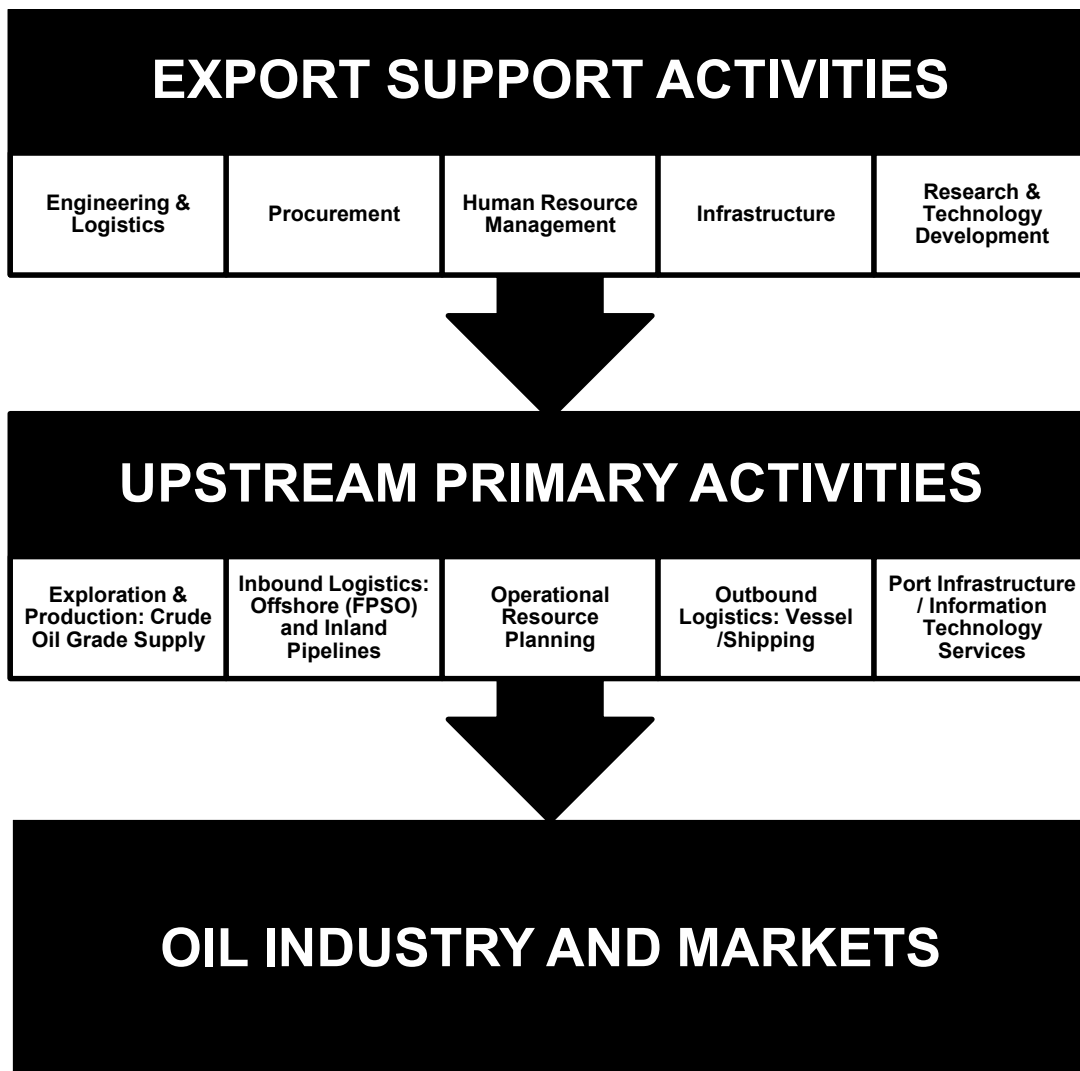 EXPORT SUPPORT ACTIVITIES
Engineering &
Logistics
Procurement
Human Resource
Management
Infrastructure
Research &
Technology
Development
UPSTREAM PRIMARY ACTIVITIES
Exploration &
Production: Crude
Oil Grade Supply
Inbound Logistics:
Offshore (FPSO)
and Inland
Pipelines
Operational
Resource
Planning
Outbound
Logistics: Vessel
/Shipping
Port Infrastructure
/ Information
Technology
Services
OIL INDUSTRY AND MARKETS